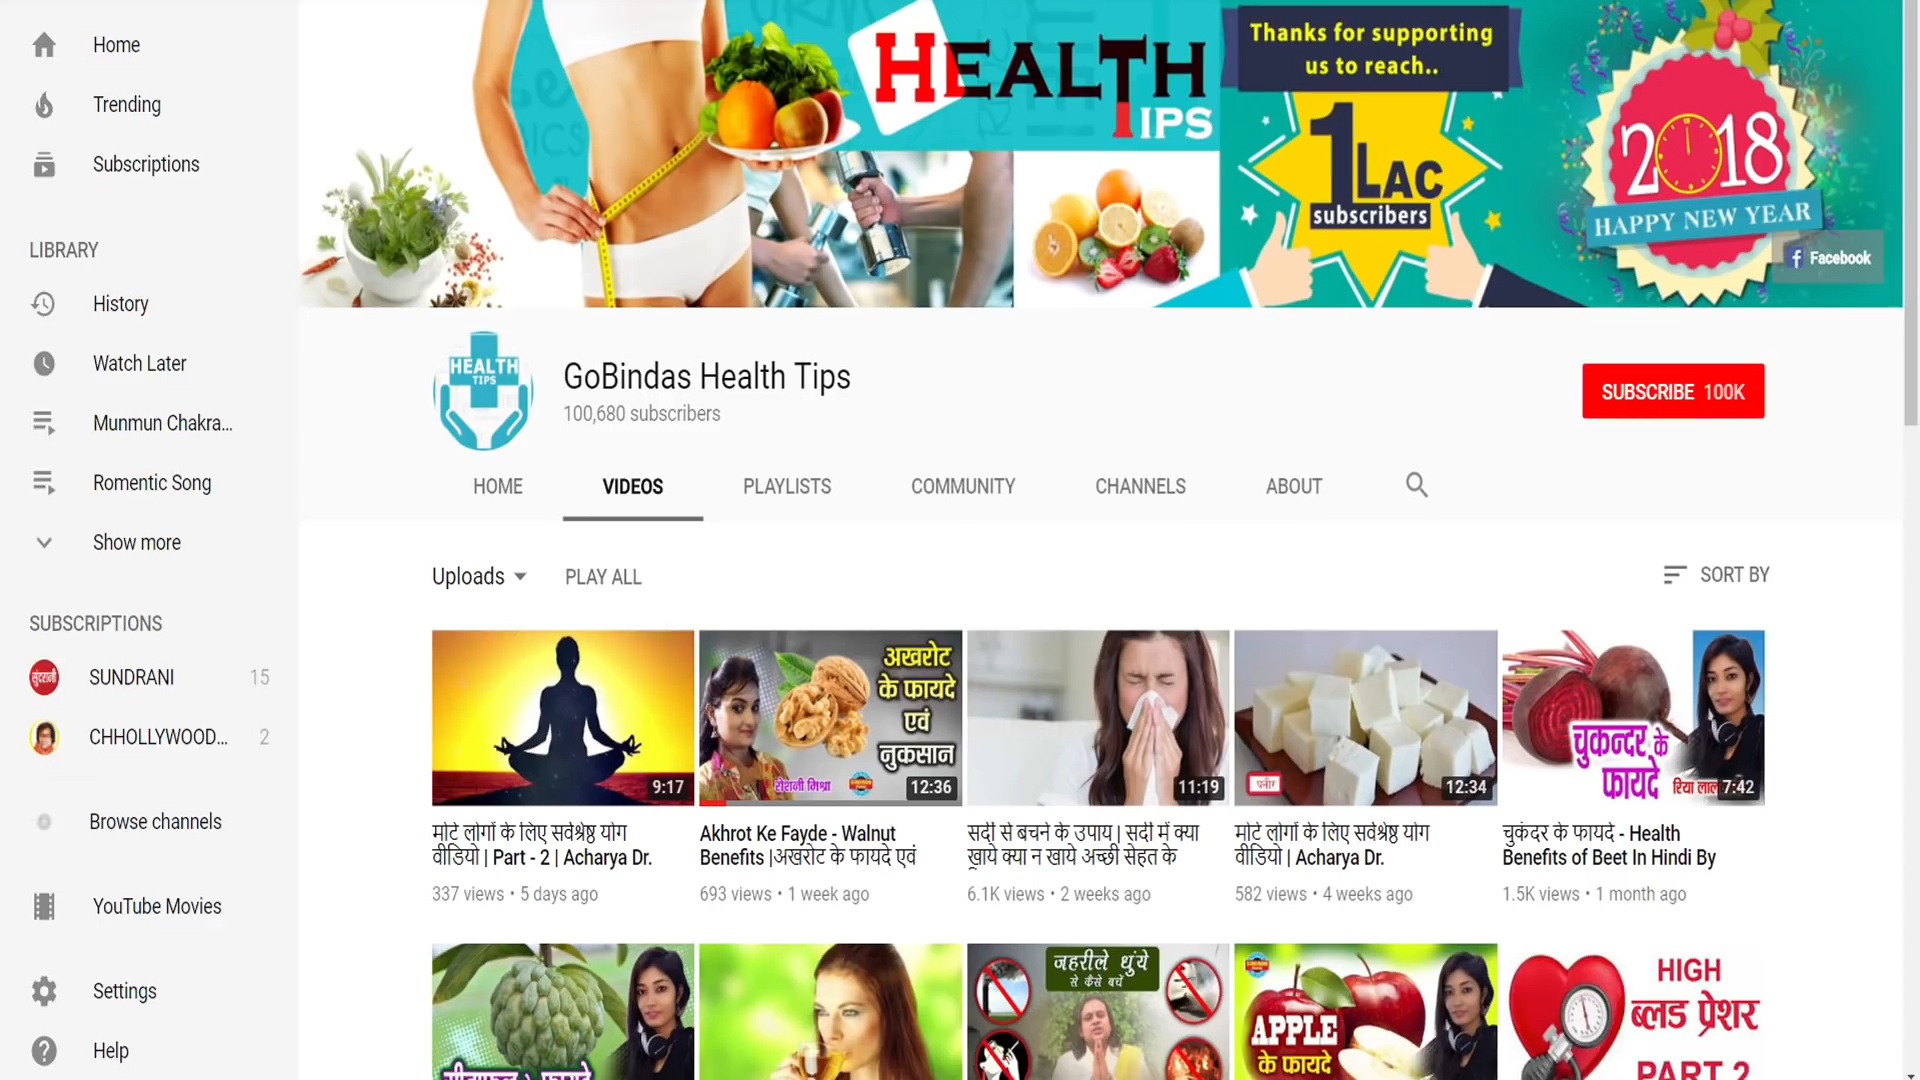 Home
Trending
Subscriptions
LIBRARY
History
Watch Later
Munmun Chakra...
Romentic Song
Show more
SUBSCRIPTIONS
सुंदरानी
SUNDRANI 15
CHHOLLYWOOD... 2
Browse channels
YouTube Movies
Settings
Help
HEALTH
TIPS
Thanks for supporting
us to reach..
1 LAC
subscribers
2018
HAPPY NEW YEAR
Facebook
HEALTH
TIPS
GoBindas Health Tips
100,680 subscribers
SUBSCRIBE 100K
HOME VIDEOS PLAYLISTS COMMUNITY CHANNELS ABOUT
Uploads PLAY ALL
SORT BY
9:17
अखरोट
के फायदे
एवं
नुकसान
रोशनी मिश्रा
12:36
11:19
पनीर
12:34
चुकन्दर के
फायदे
रिया लाल
7:42
मोटे लोगों के लिए सर्वश्रेष्ठ योग
वीडियो | Part - 2 | Acharya Dr.
337 views • 5 days ago
Akhrot Ke Fayde - Walnut
Benefits |अखरोट के फायदे एवं
693 views • 1 week ago
सर्दी से बचने के उपाय | सर्दी में क्या
खाये क्या न खाये अच्छी सेहत के
6.1K views • 2 weeks ago
मोटे लोगों के लिए सर्वश्रेष्ठ योग
वीडियो | Acharya Dr.
582 views • 4 weeks ago
चुकंदर के फायदे - Health
Benefits of Beet In Hindi By
1.5K views • 1 month ago
जहरीले धुंये
से कैसे बचें
APPLE
के फायदे
HIGH
ब्लड प्रेशर
PART 2